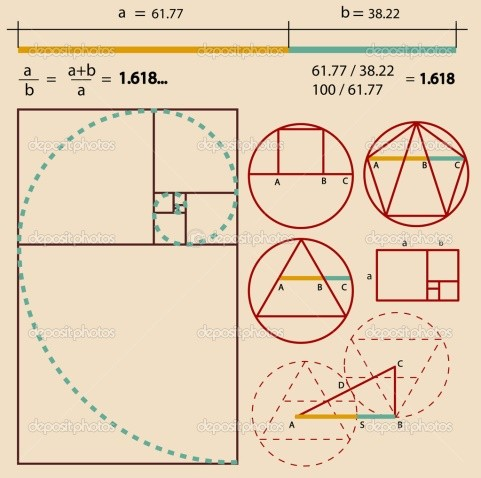 a = 61.77
b = 38.22
a/b = a+b/a = 1.618...
61.77 / 38.22
100 / 61.77
= 1.618
A B C
A B C
A B C
a b
a
C
D
A S B
depositphotos